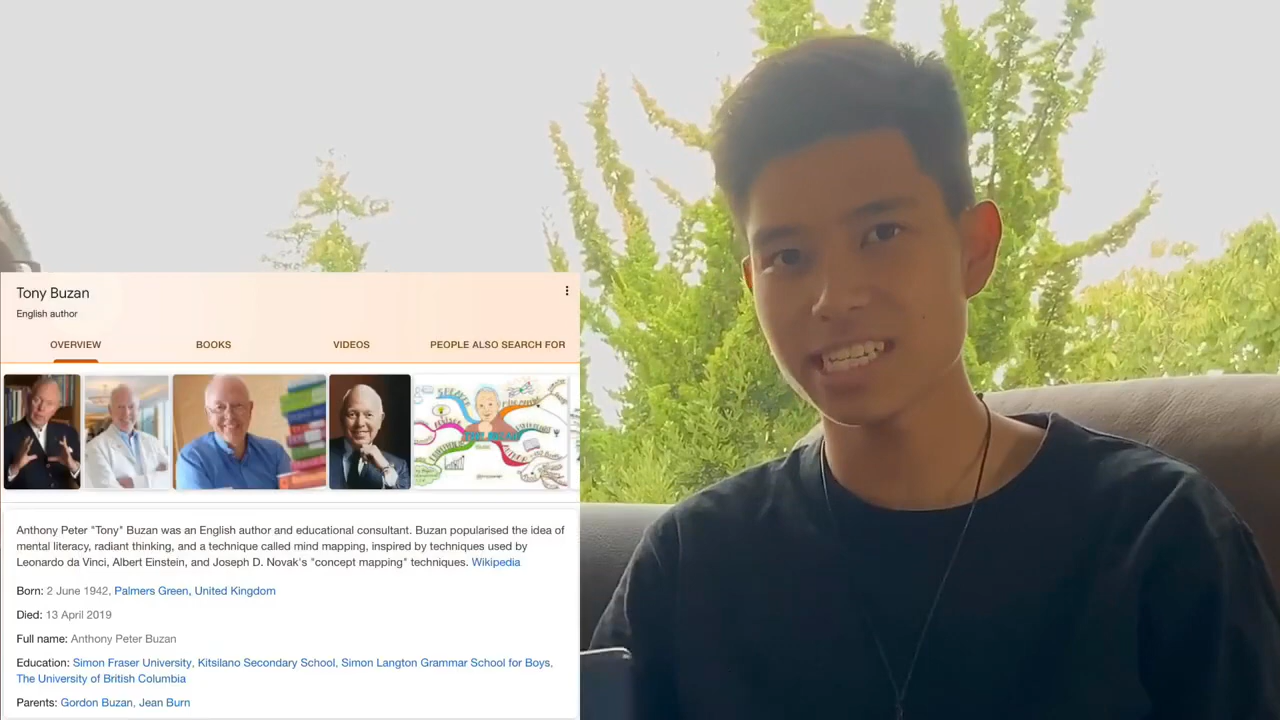 Tony Buzan
English author
OVERVIEW BOOKS VIDEOS PEOPLE ALSO SEARCH FOR
Anthony Peter "Tony" Buzan was an English author and educational consultant. Buzan popularised the idea of
mental literacy, radiant thinking, and a technique called mind mapping, inspired by techniques used by
Leonardo da Vinci, Albert Einstein, and Joseph D. Novak's "concept mapping" techniques. Wikipedia
Born: 2 June 1942, Palmers Green, United Kingdom
Died: 13 April 2019
Full name: Anthony Peter Buzan
Education: Simon Fraser University, Kitsilano Secondary School, Simon Langton Grammar School for Boys,
The University of British Columbia
Parents: Gordon Buzan, Jean Burn